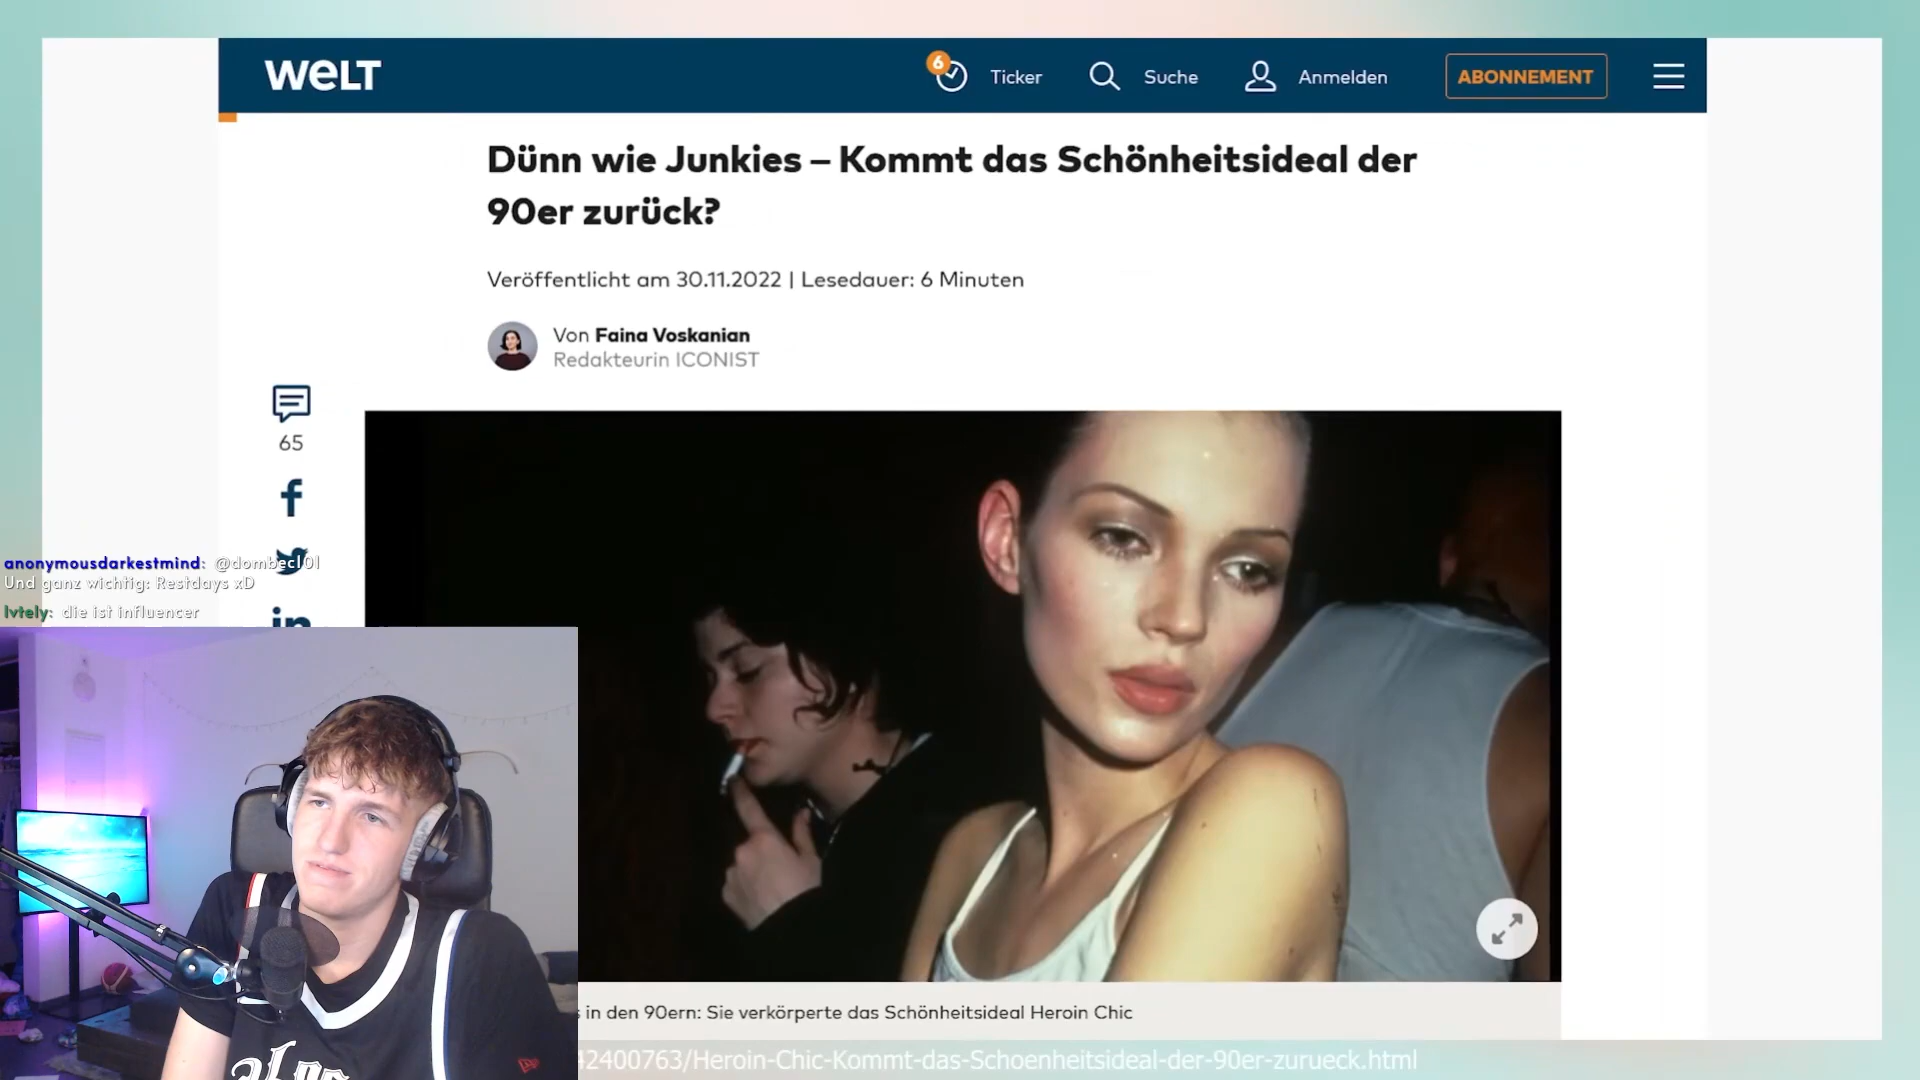 WELT
6
Ticker
Suche
Anmelden
ABONNEMENT
Dünn wie Junkies – Kommt das Schönheitsideal der
90er zurück?
Veröffentlicht am 30.11.2022 | Lesedauer: 6 Minuten
Von Faina Voskanian
Redakteurin ICONIST
65
anonymousdarkestmind: @dombec101
Und ganz wichtig: Restdays xD
lvtely: die ist influencer
in den 90ern: Sie verkörperte das Schönheitsideal Heroin Chic
42400763/Heroin-Chic-Kommt-das-Schoenheitsideal-der-90er-zurueck.html